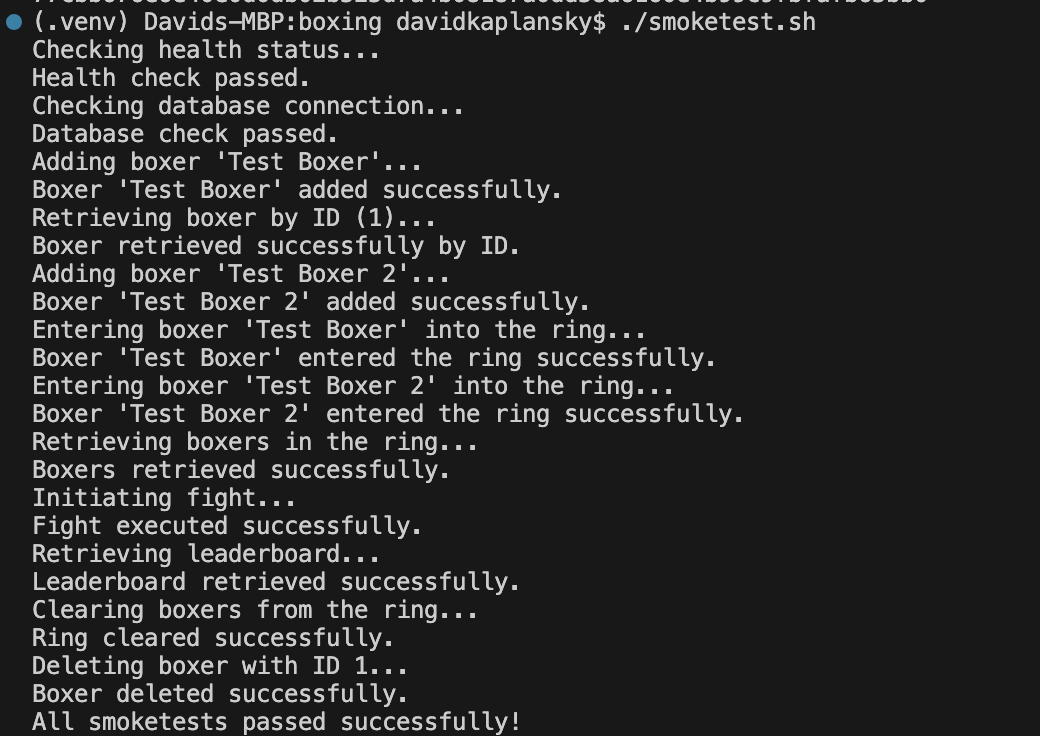 (.venv) Davids-MBP:boxing davidkaplansky$ ./smoketest.sh
Checking health status...
Health check passed.
Checking database connection...
Database check passed.
Adding boxer 'Test Boxer'...
Boxer 'Test Boxer' added successfully.
Retrieving boxer by ID (1)...
Boxer retrieved successfully by ID.
Adding boxer 'Test Boxer 2'...
Boxer 'Test Boxer 2' added successfully.
Entering boxer 'Test Boxer' into the ring...
Boxer 'Test Boxer' entered the ring successfully.
Entering boxer 'Test Boxer 2' into the ring...
Boxer 'Test Boxer 2' entered the ring successfully.
Retrieving boxers in the ring...
Boxers retrieved successfully.
Initiating fight...
Fight executed successfully.
Retrieving leaderboard...
Leaderboard retrieved successfully.
Clearing boxers from the ring...
Ring cleared successfully.
Deleting boxer with ID 1...
Boxer deleted successfully.
All smoketests passed successfully!